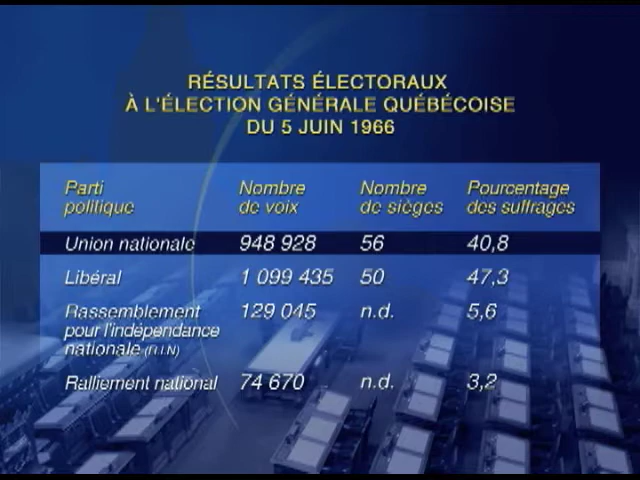 RÉSULTATS ÉLECTORAUX
À L'ÉLECTION GÉNÉRALE QUÉBÉCOISE
DU 5 JUIN 1966
Parti politique Nombre de voix Nombre de sièges Pourcentage des suffrages
Union nationale 948 928 56 40,8
Libéral 1 099 435 50 47,3
Rassemblement 129 045 n.d. 5,6
pour l'indépendance
nationale (R.I.N)
Ralliement national 74 670 n.d. 3,2